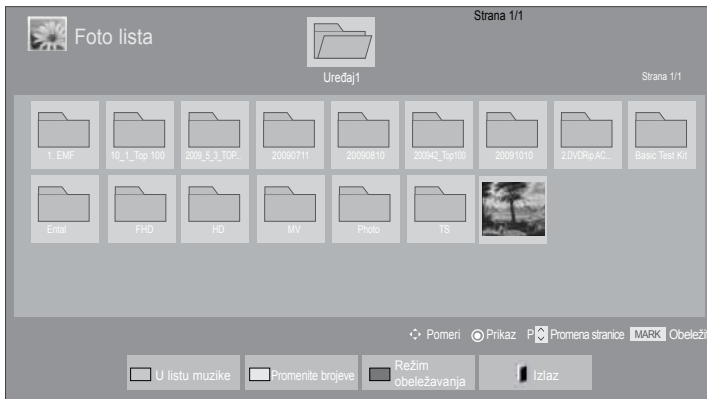 Strana 1/1
Foto lista
Uređaj1
Strana 1/1
1. EMF
10_1_Top 100
2009_5_3_TOP...
20090711
20090810
200942_Top100
20091010
2.DVDRip.AC...
Basic Test Kit
Ental
FHD
HD
MV
Photo
TS
Pomeri Prikaz P Promena stranice MARK Obeležit
U listu muzike
Promenite brojeve
Režim
obeležavanja
Izlaz